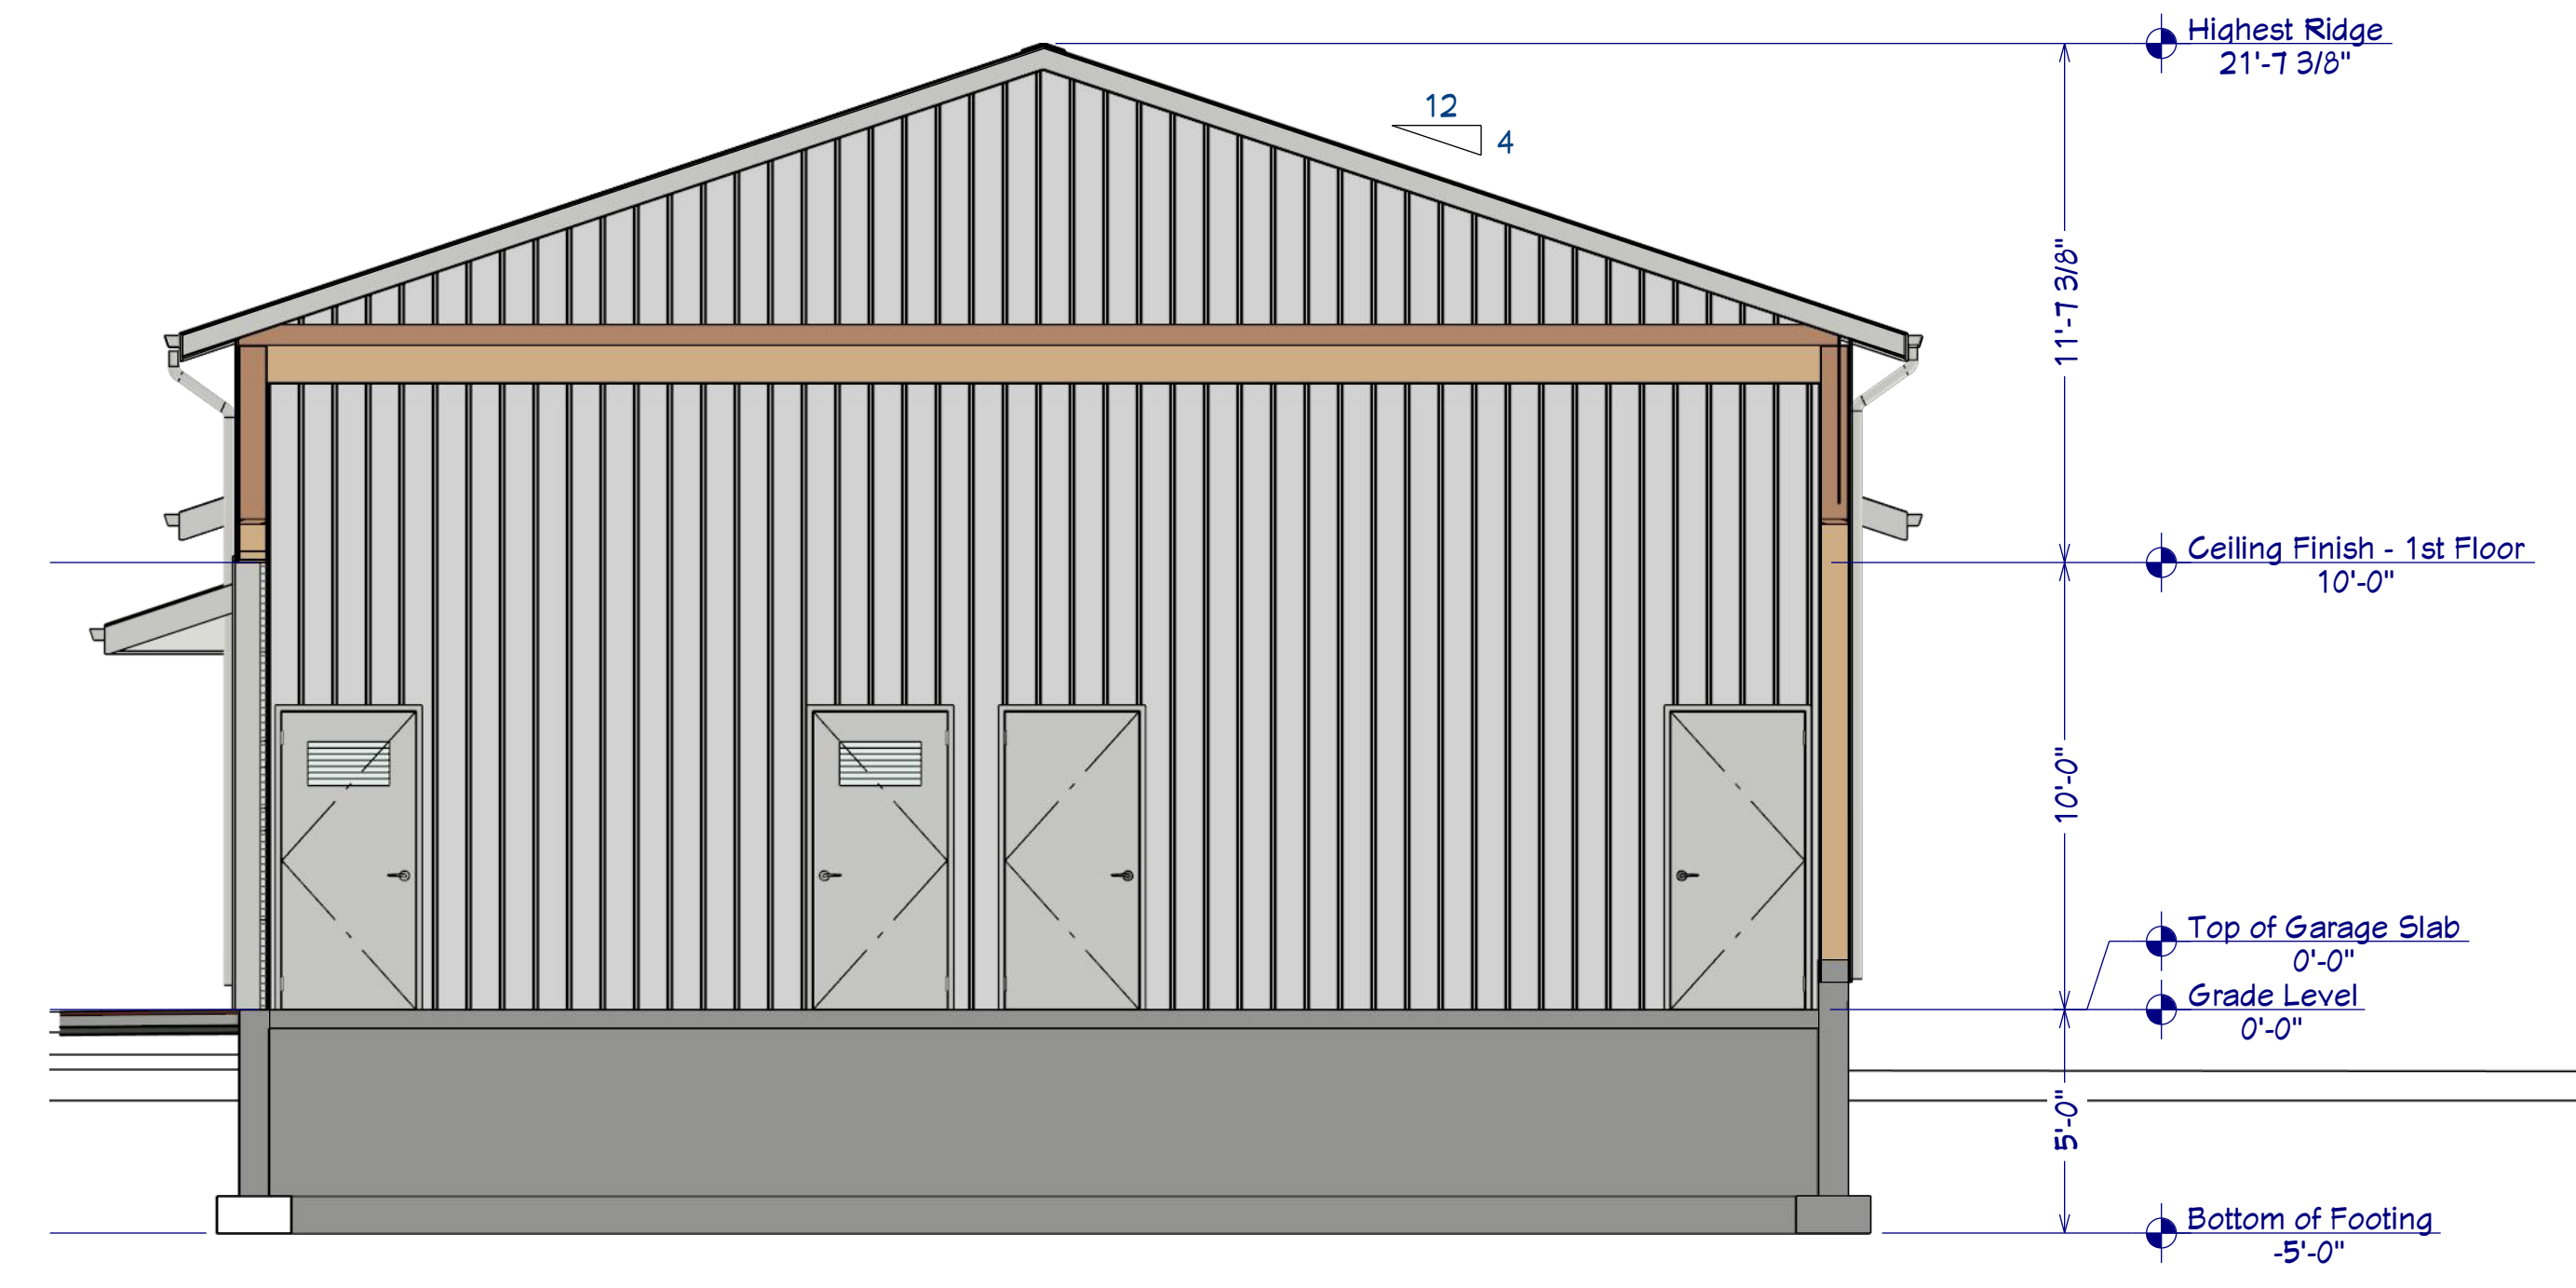 Highest Ridge
21'-7 3/8"
12
4
11'-7 3/8"
Ceiling Finish - 1st Floor
10'-0"
10'-0"
Top of Garage Slab
0'-0"
Grade Level
0'-0"
5'-0"
Bottom of Footing
-5'-0"